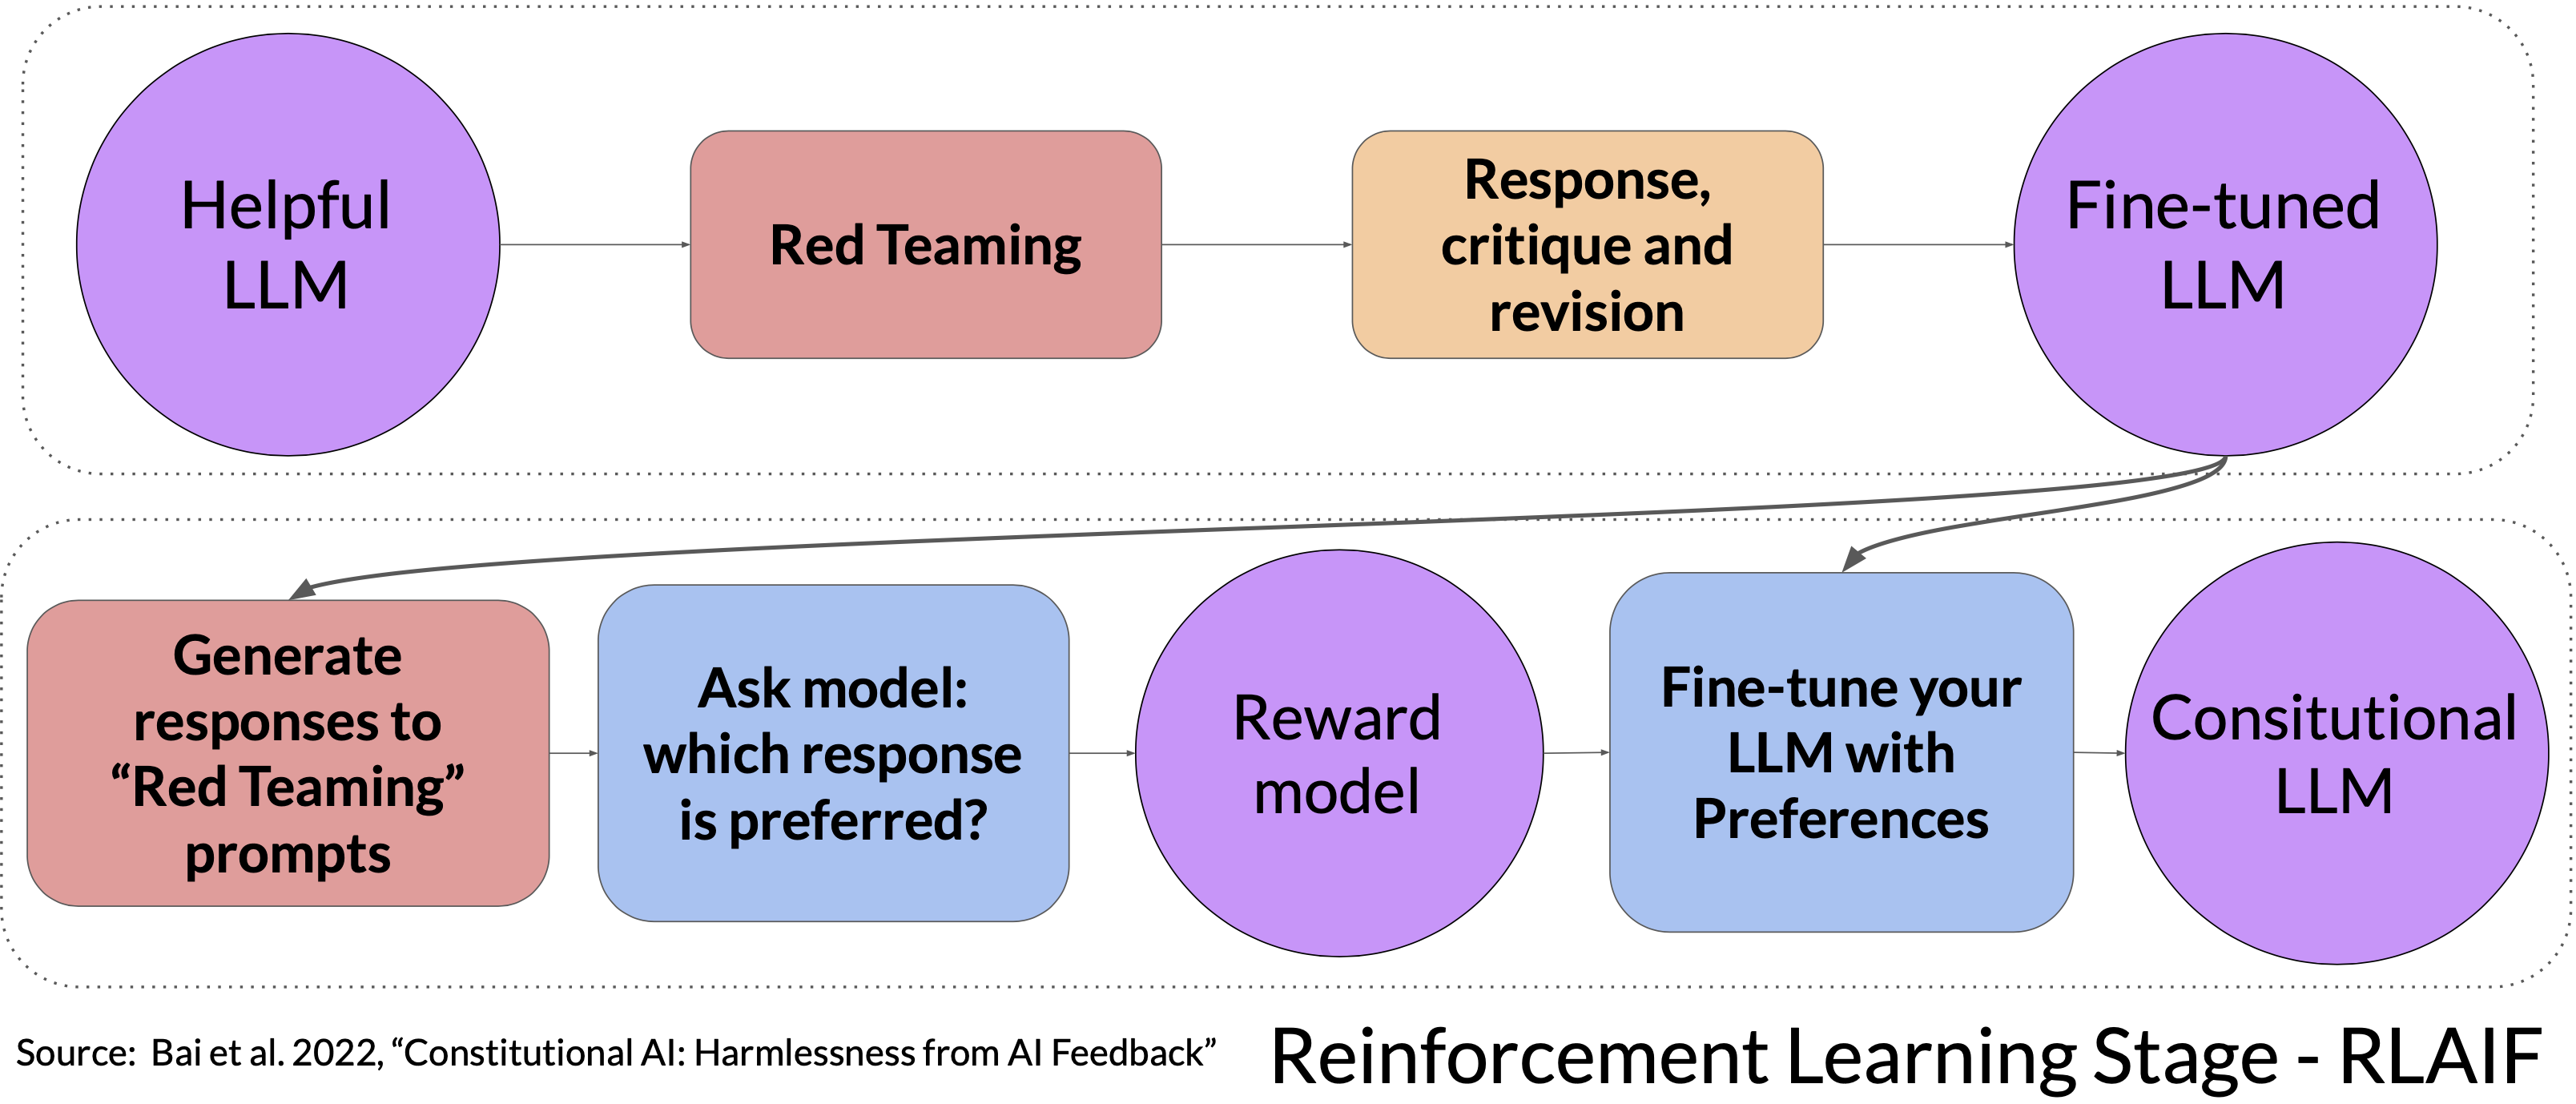 Helpful
LLM
Red Teaming
Response,
critique and
revision
Fine-tuned
LLM
Generate
responses to
“Red Teaming”
prompts
Ask model:
which response
is preferred?
Reward
model
Fine-tune your
LLM with
Preferences
Consitutional
LLM
Source:  Bai et al. 2022, “Constitutional AI: Harmlessness from AI Feedback”
Reinforcement Learning Stage - RLAIF